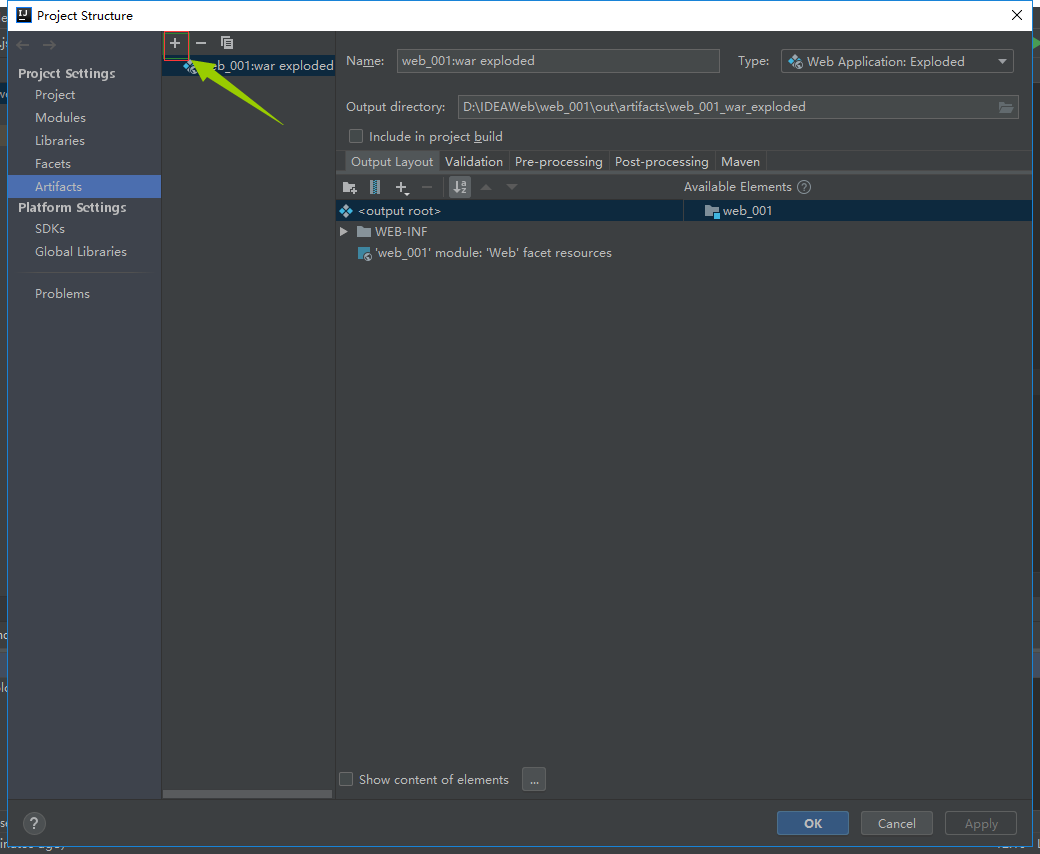 Project Structure
Project Settings
Project
Modules
Libraries
Facets
Artifacts
Platform Settings
SDKs
Global Libraries
Problems
eb_001:war exploded
Name: web_001:war exploded Type: Web Application: Exploded
Output directory: D:\IDEAWeb\web_001\out\artifacts\web_001_war_exploded
Include in project build
Output Layout Validation Pre-processing Post-processing Maven
Available Elements ?
<output root> web_001
WEB-INF
'web_001' module: 'Web' facet resources
Show content of elements ...
? OK Cancel Apply